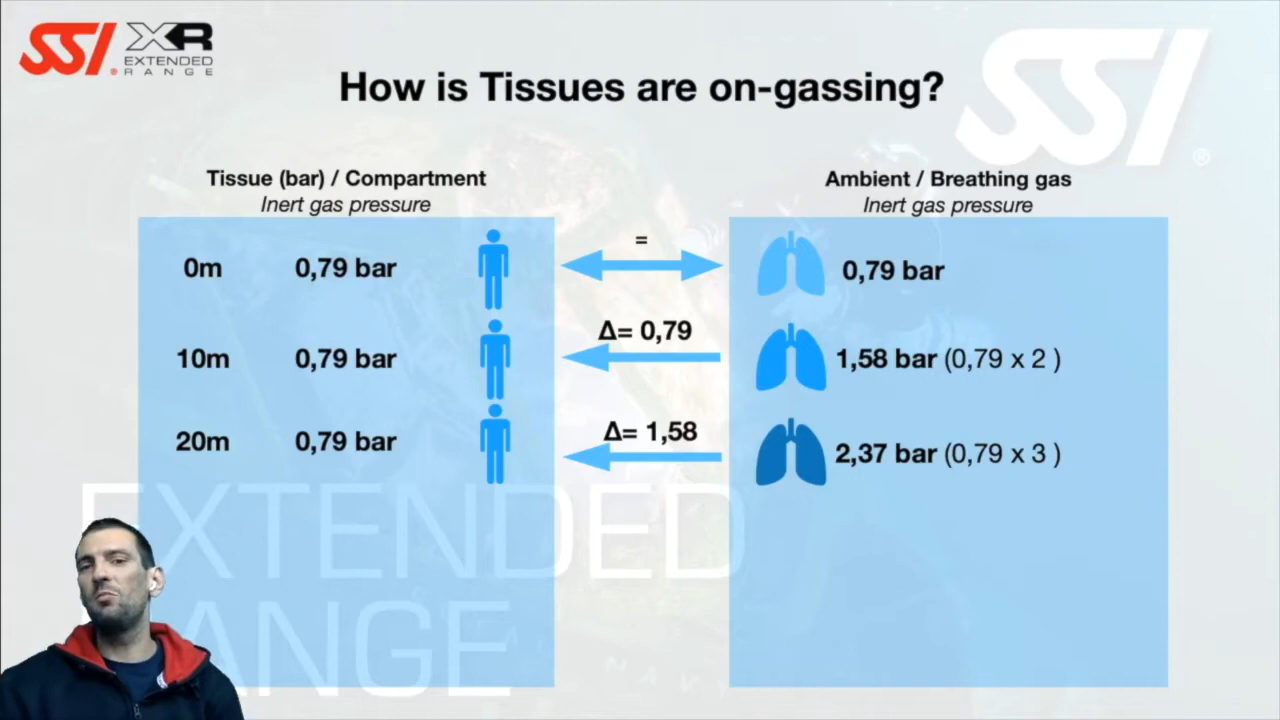 SSI XR
EXTENDED
RANGE
How is Tissues are on-gassing?
SSI
®
Tissue (bar) / Compartment
Inert gas pressure
Ambient / Breathing gas
Inert gas pressure
0m 0,79 bar = 0,79 bar
10m 0,79 bar Δ= 0,79 1,58 bar (0,79 x 2 )
20m 0,79 bar Δ= 1,58 2,37 bar (0,79 x 3 )
EXTENDED
RANGE